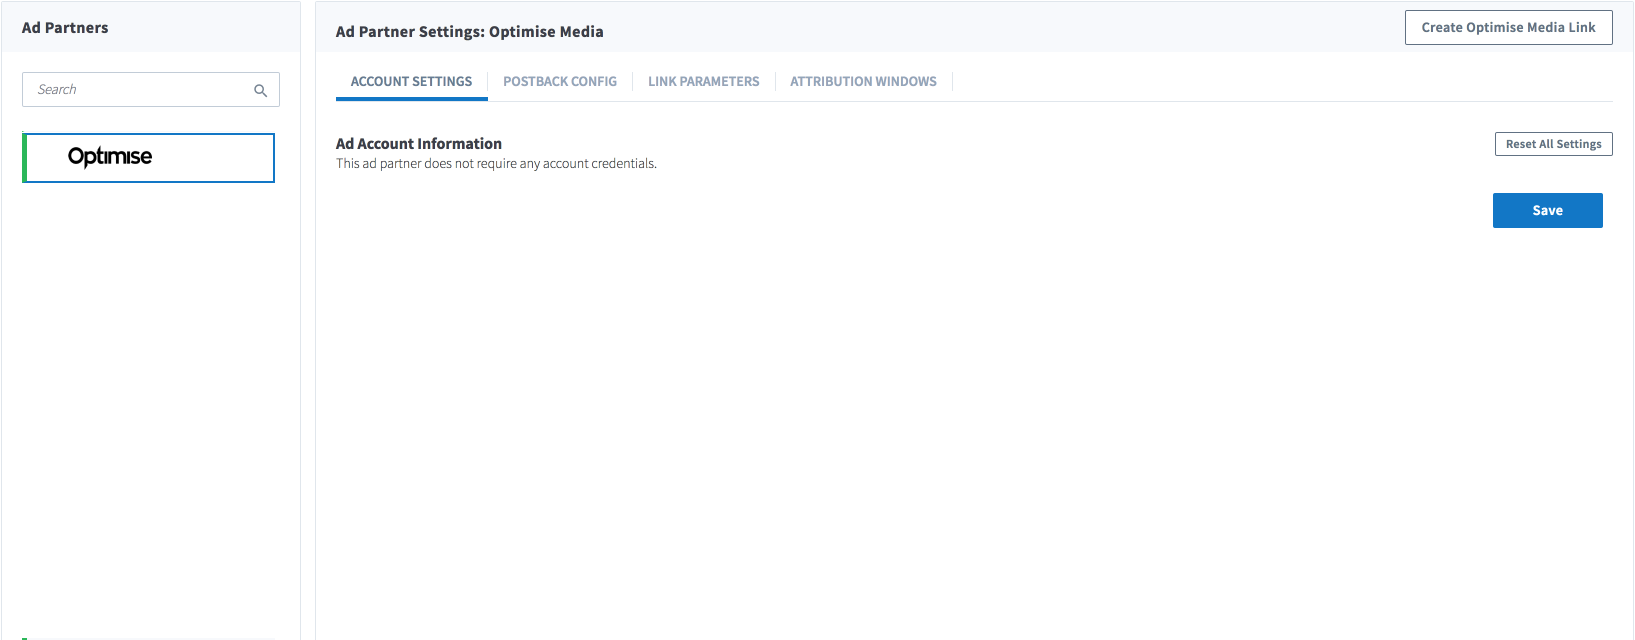 Ad Partners
Search
Optimise
Ad Partner Settings: Optimise Media
Create Optimise Media Link
ACCOUNT SETTINGS
POSTBACK CONFIG
LINK PARAMETERS
ATTRIBUTION WINDOWS
Ad Account Information
This ad partner does not require any account credentials.
Reset All Settings
Save